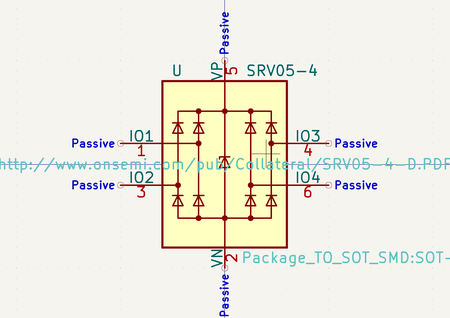 Passive
VP
5
U SRV05-4
Passive IO1 1
IO3 4 Passive
http://www.onsemi.com/pub/Collateral/SRV05-4-D.PDF
Passive IO2 3
IO4 6 Passive
VN
2
Package_TO_SOT_SMD:SOT-
Passive